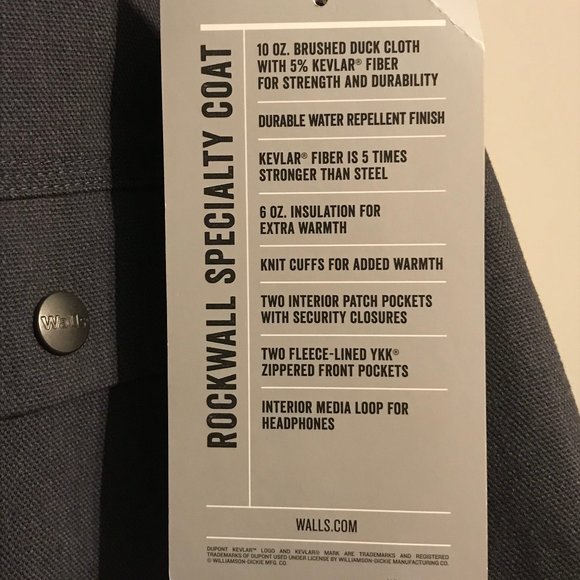 ROCKWALL SPECIALTY COAT
10 OZ. BRUSHED DUCK CLOTH
WITH 5% KEVLAR® FIBER
FOR STRENGTH AND DURABILITY
DURABLE WATER REPELLENT FINISH
KEVLAR® FIBER IS 5 TIMES
STRONGER THAN STEEL
6 OZ. INSULATION FOR
EXTRA WARMTH
KNIT CUFFS FOR ADDED WARMTH
TWO INTERIOR PATCH POCKETS
WITH SECURITY CLOSURES
TWO FLEECE-LINED YKK®
ZIPPERED FRONT POCKETS
INTERIOR MEDIA LOOP FOR
HEADPHONES
WALLS.COM
DUPONT KEVLAR™ LOGO AND KEVLAR® MARK ARE TRADEMARKS AND REGISTERED
TRADEMARKS OF DUPONT USED UNDER LICENSE BY WILLIAMSON-DICKIE MANUFACTURING CO.
© WILLIAMSON-DICKIE MFG. CO.
Walls